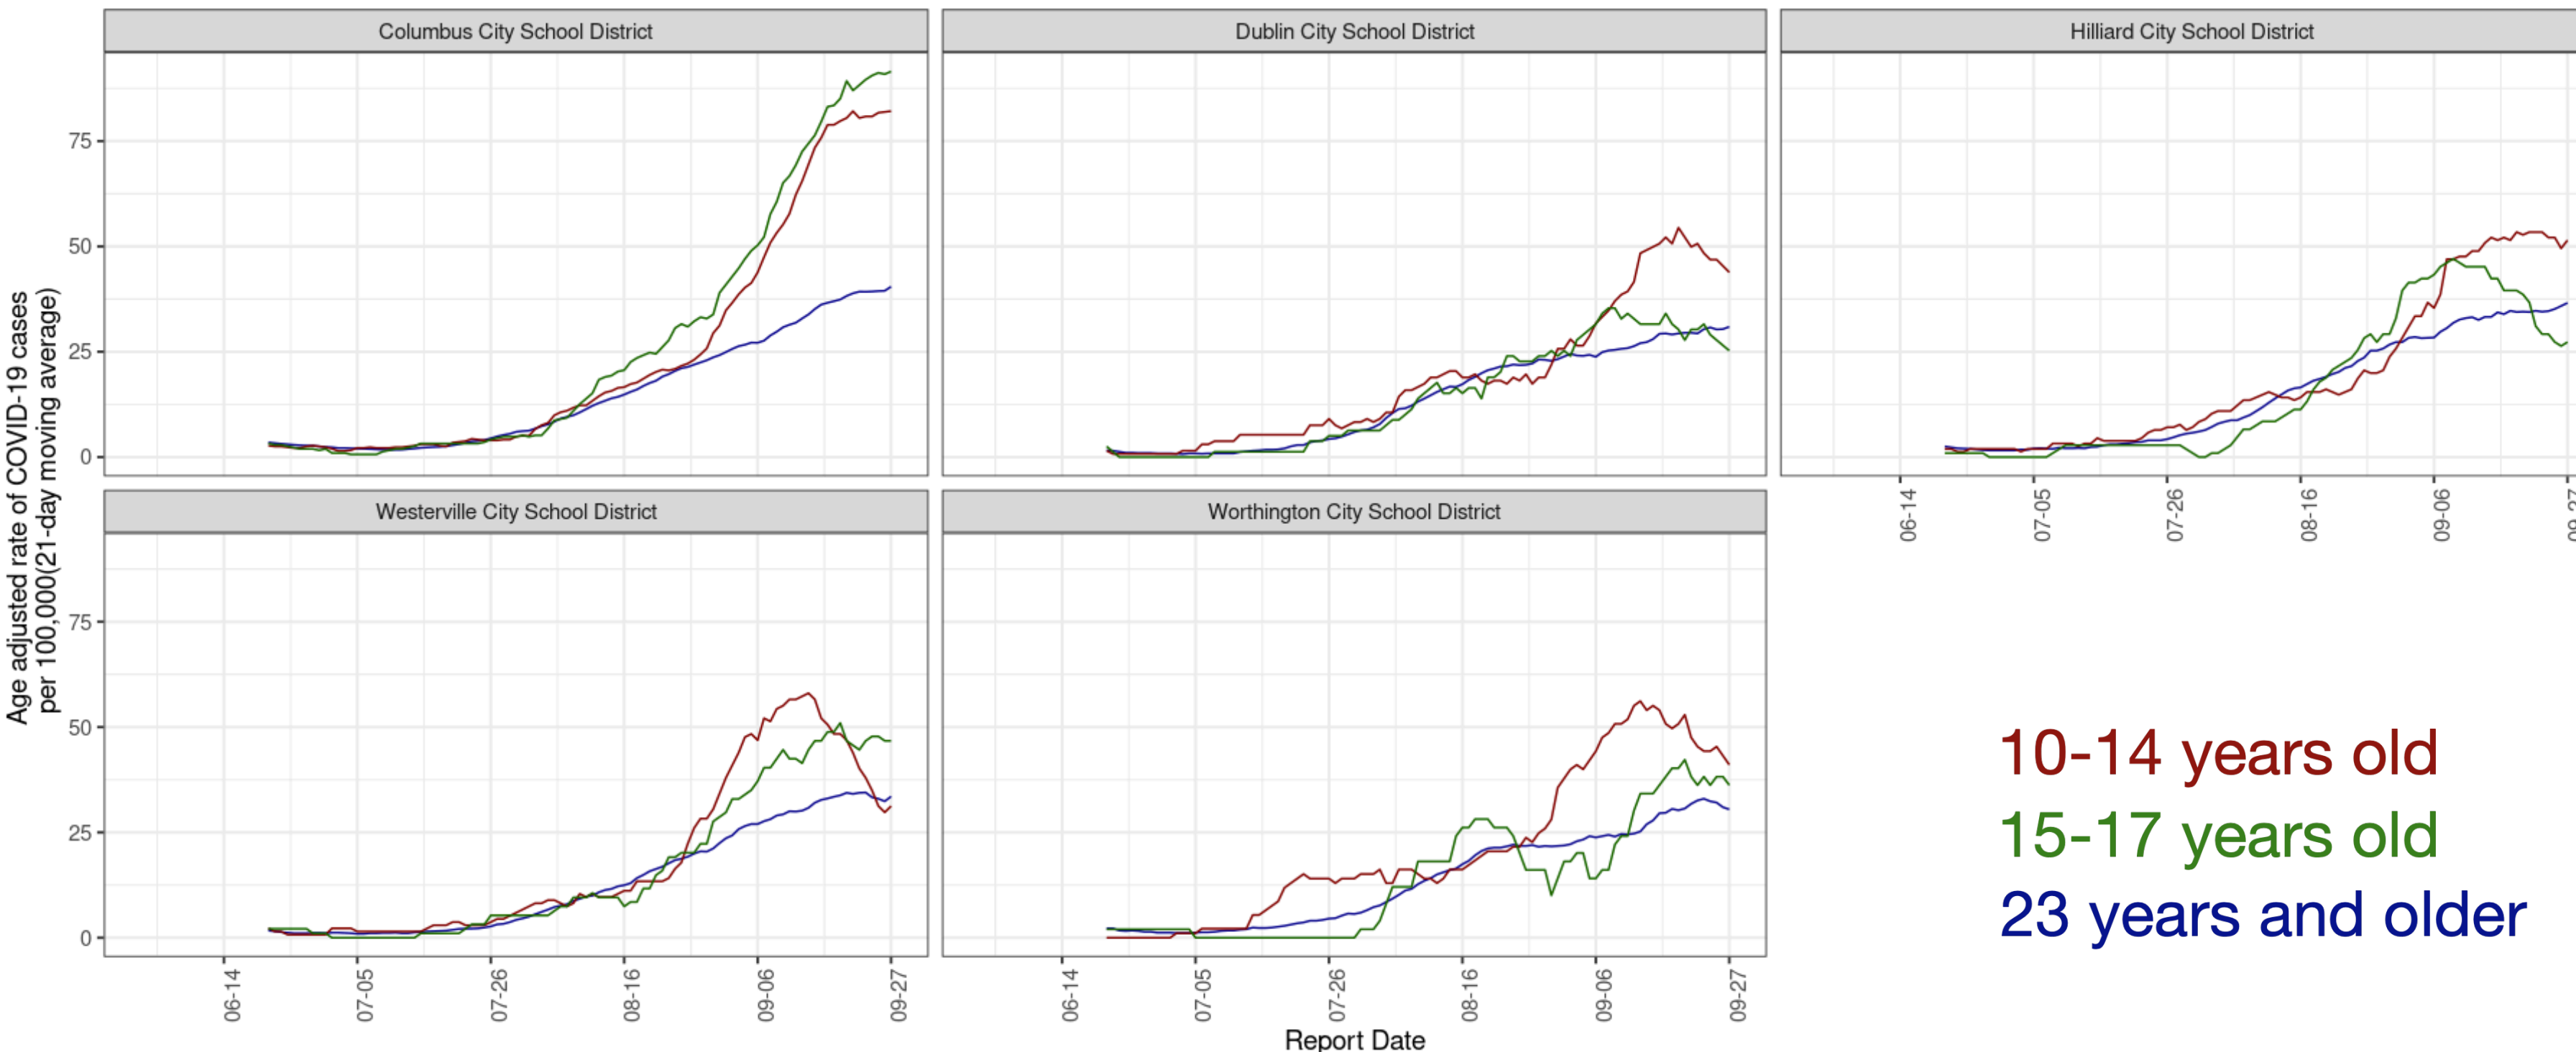 Columbus City School District
Dublin City School District
Hilliard City School District
75
50
25
0
06-14
07-05
07-26
08-16
09-06
Age adjusted rate of COVID-19 cases
per 100,000(21-day moving average)
Westerville City School District
Worthington City School District
75
50
25
0
06-14
07-05
07-26
08-16
09-06
09-27
06-14
07-05
07-26
08-16
09-06
09-27
Report Date
10-14 years old
15-17 years old
23 years and older